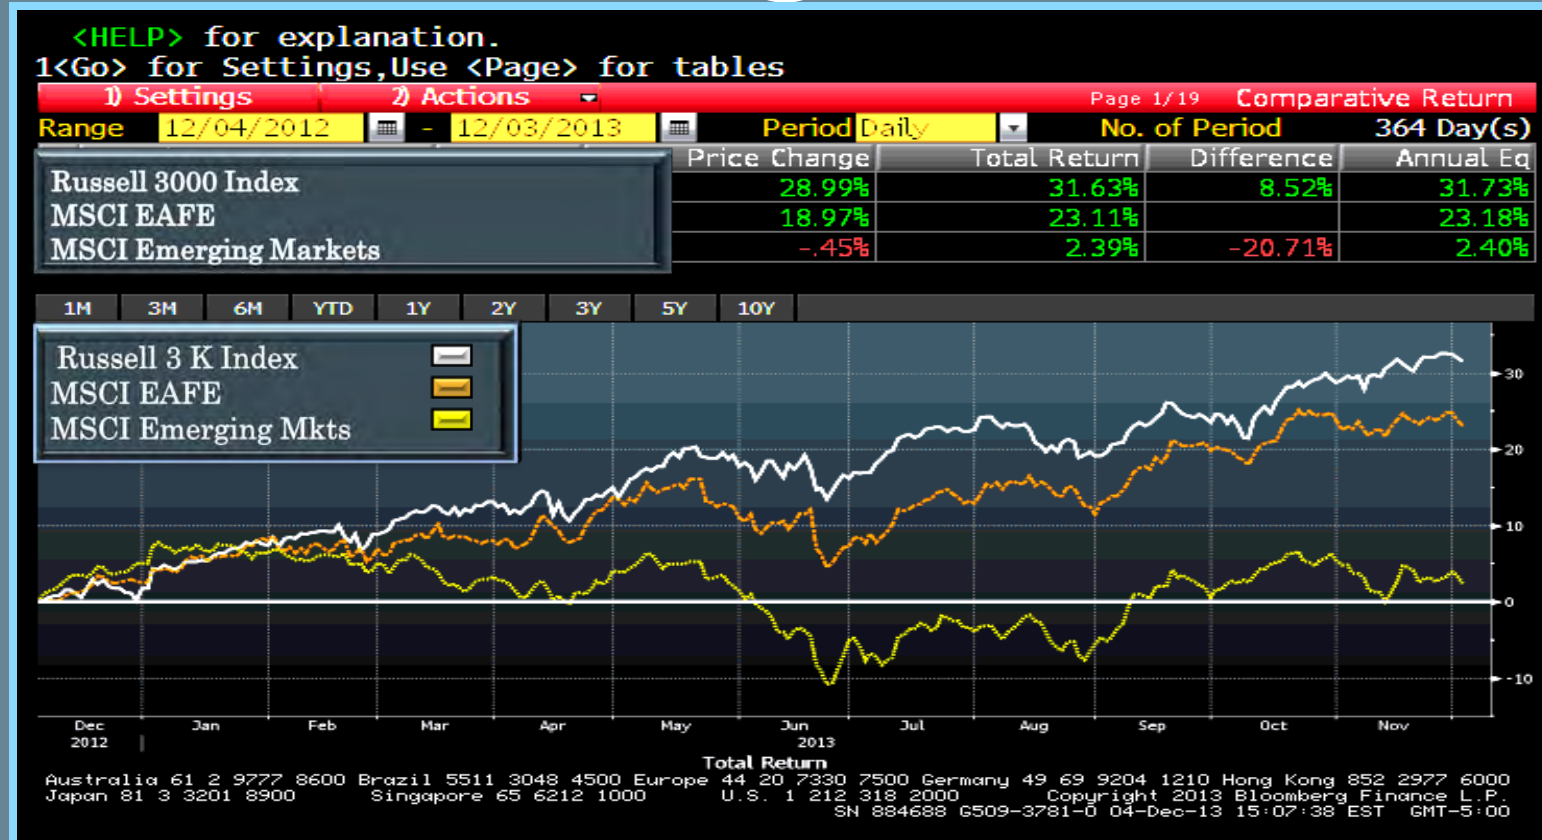 <HELP> for explanation.
1<Go> for Settings,Use <Page> for tables
1) Settings 2) Actions Page 1/19 Comparative Return
Range 12/04/2012 - 12/03/2013 Period Daily No. of Period 364 Day(s)
Price Change Total Return Difference Annual Eq
Russell 3000 Index 28.99% 31.63% 8.52% 31.73%
MSCI EAFE 18.97% 23.11% 23.18%
MSCI Emerging Markets -.45% 2.39% -20.71% 2.40%
1M 3M 6M YTD 1Y 2Y 3Y 5Y 10Y
Russell 3 K Index
MSCI EAFE
MSCI Emerging Mkts
30
20
10
0
-10
Dec Jan Feb Mar Apr May Jun Jul Aug Sep Oct Nov
2012 2013
Total Return
Australia 61 2 9777 8600 Brazil 5511 3048 4500 Europe 44 20 7330 7500 Germany 49 69 9204 1210 Hong Kong 852 2977 6000
Japan 81 3 3201 8900 Singapore 65 6212 1000 U.S. 1 212 318 2000 Copyright 2013 Bloomberg Finance L.P.
SN 884688 G509-3781-0 04-Dec-13 15:07:38 EST GMT-5:00